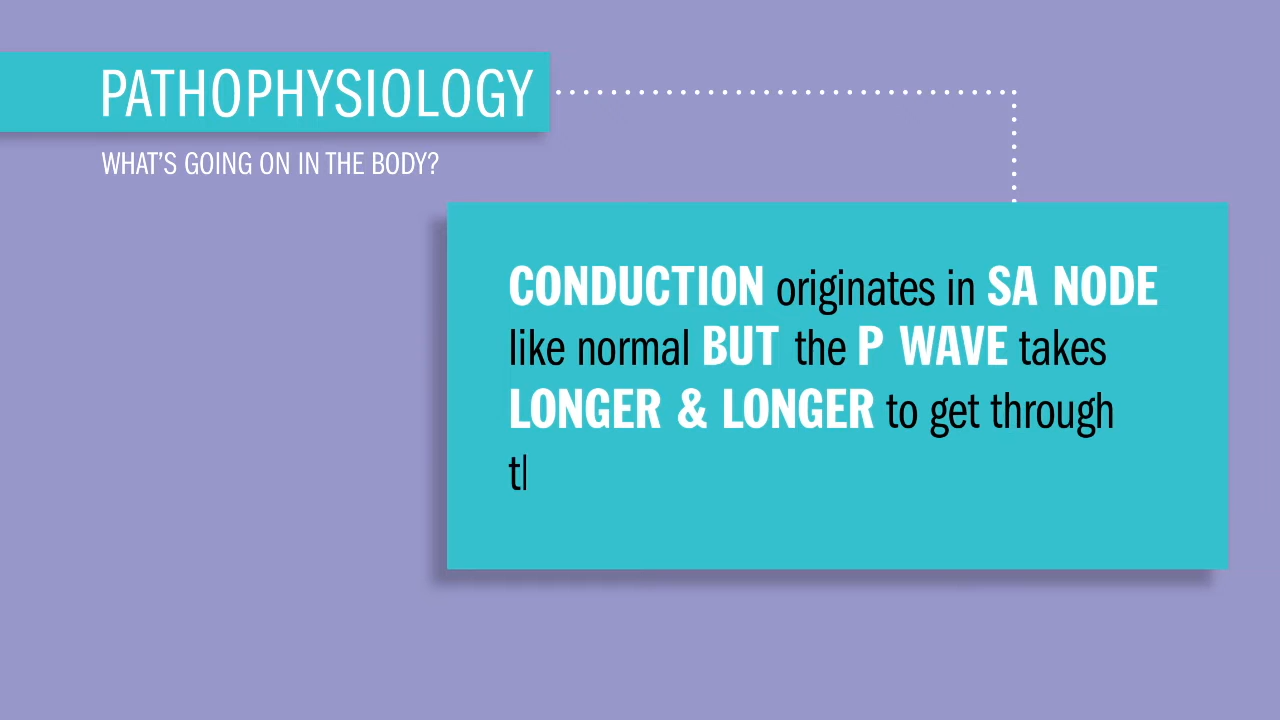 PATHOPHYSIOLOGY
WHAT'S GOING ON IN THE BODY?
CONDUCTION originates in SA NODE
like normal BUT the P WAVE takes
LONGER & LONGER to get through